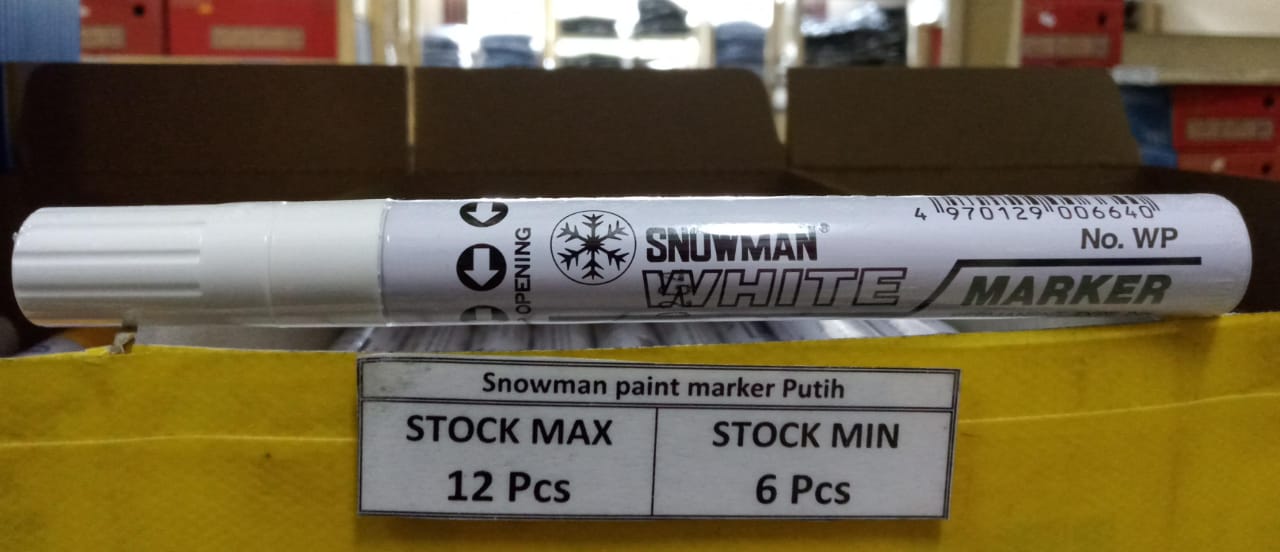 OPENING
SNOWMAN
WHITE
4 970129 006640
No. WP
MARKER
Snowman paint marker Putih
STOCK MAX
STOCK MIN
12 Pcs
6 Pcs